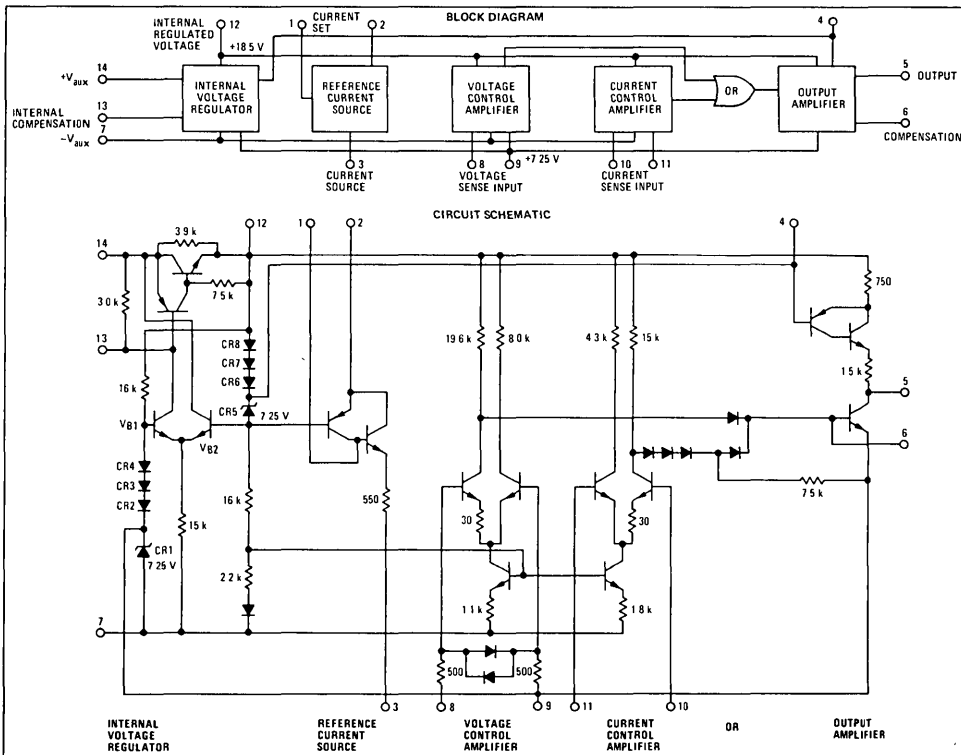 BLOCK DIAGRAM
INTERNAL REGULATED VOLTAGE
12
1
CURRENT SET
2
4
+18 5 V
14
+Vaux
INTERNAL VOLTAGE REGULATOR
REFERENCE CURRENT SOURCE
VOLTAGE CONTROL AMPLIFIER
CURRENT CONTROL AMPLIFIER
OR
OUTPUT AMPLIFIER
5
OUTPUT
13
INTERNAL COMPENSATION
7
−Vaux
6
COMPENSATION
3
CURRENT SOURCE
8
9
+7 25 V
VOLTAGE SENSE INPUT
10
11
CURRENT SENSE INPUT
CIRCUIT SCHEMATIC
12
1
2
4
14
3 9 k
7 5 k
3 0 k
750
13
CR8
CR7
CR6
CR5
7 25 V
19 6 k
8 0 k
4 3 k
15 k
1 5 k
5
16 k
VB1
VB2
6
CR4
CR3
CR2
CR1
7 25 V
15 k
16 k
2 2 k
550
30
30
7 5 k
1 1 k
1 8 k
7
500
500
3
8
9
11
10
INTERNAL VOLTAGE REGULATOR
REFERENCE CURRENT SOURCE
VOLTAGE CONTROL AMPLIFIER
CURRENT CONTROL AMPLIFIER
OR
OUTPUT AMPLIFIER